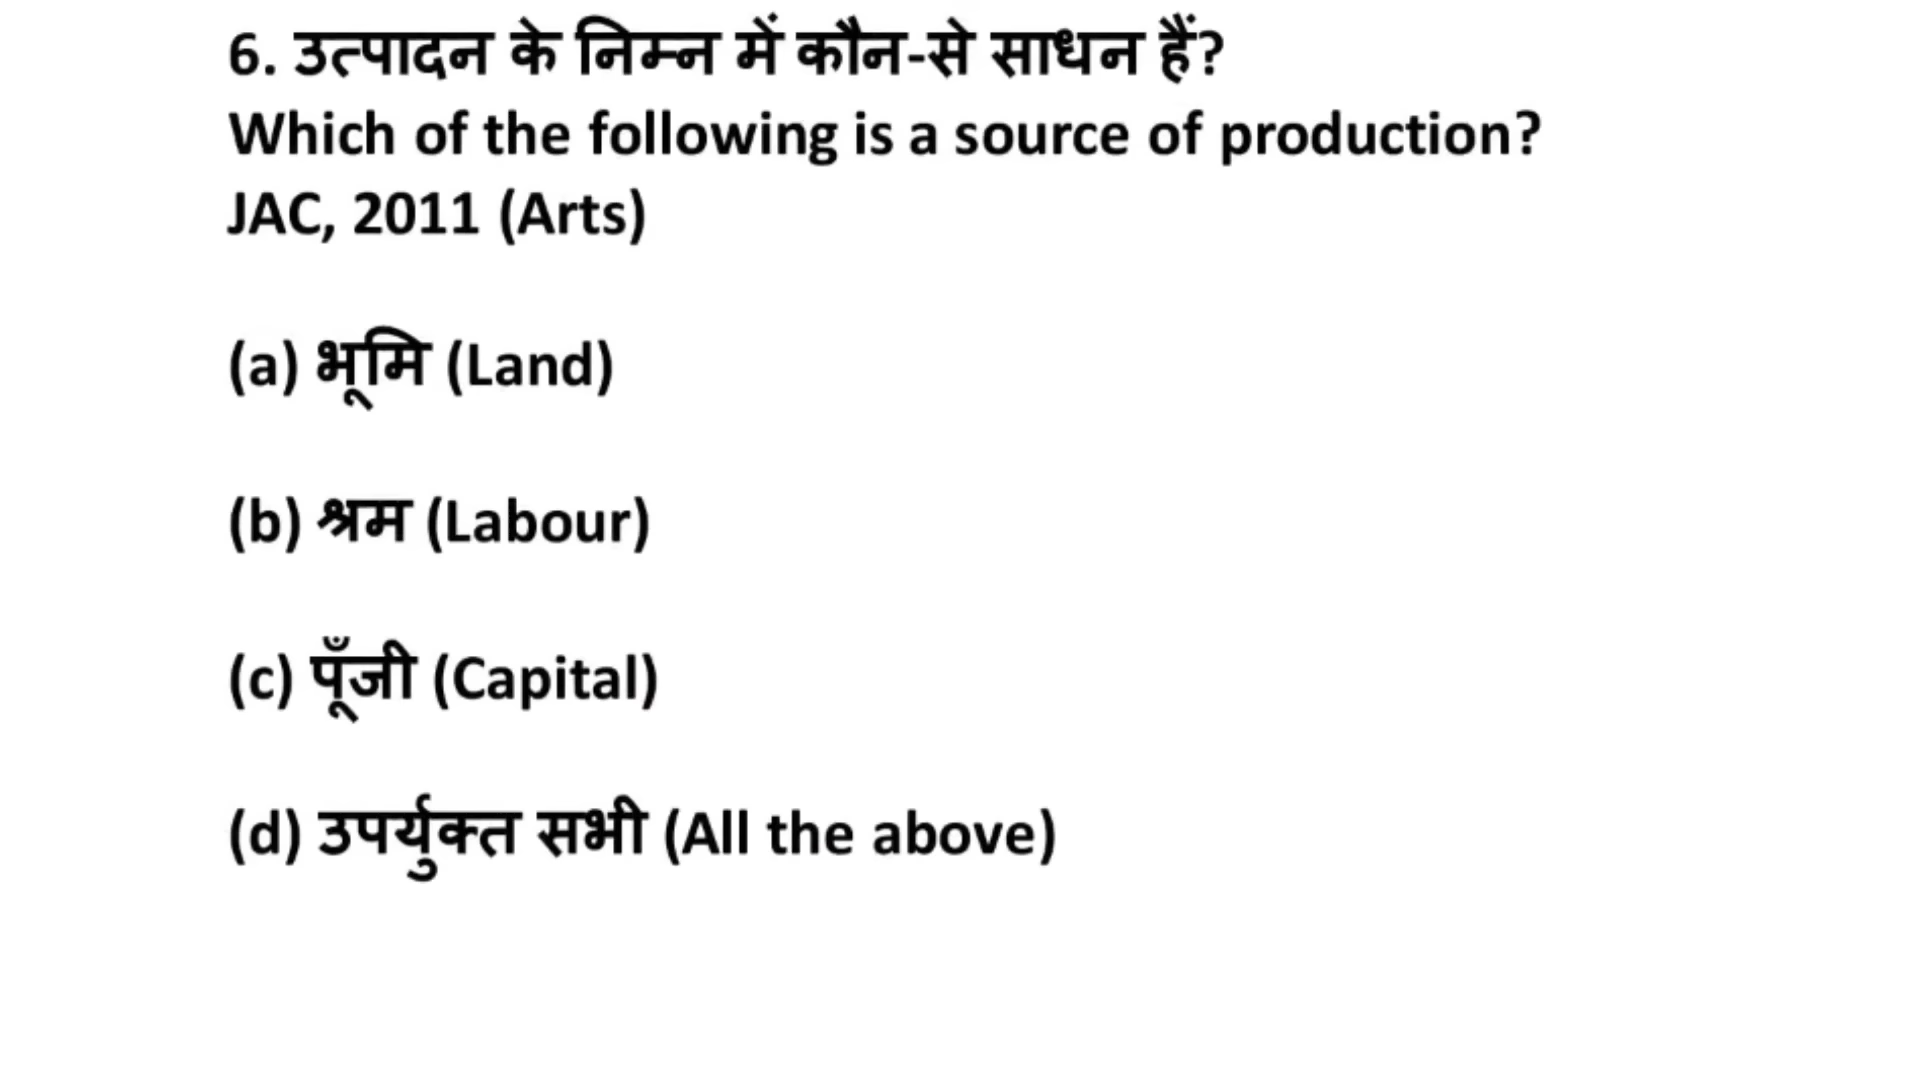 6. उत्पादन के निम्न में कौन-से साधन हैं?
Which of the following is a source of production?
JAC, 2011 (Arts)
(a) भूमि (Land)
(b) श्रम (Labour)
(c) पूँजी (Capital)
(d) उपर्युक्त सभी (All the above)